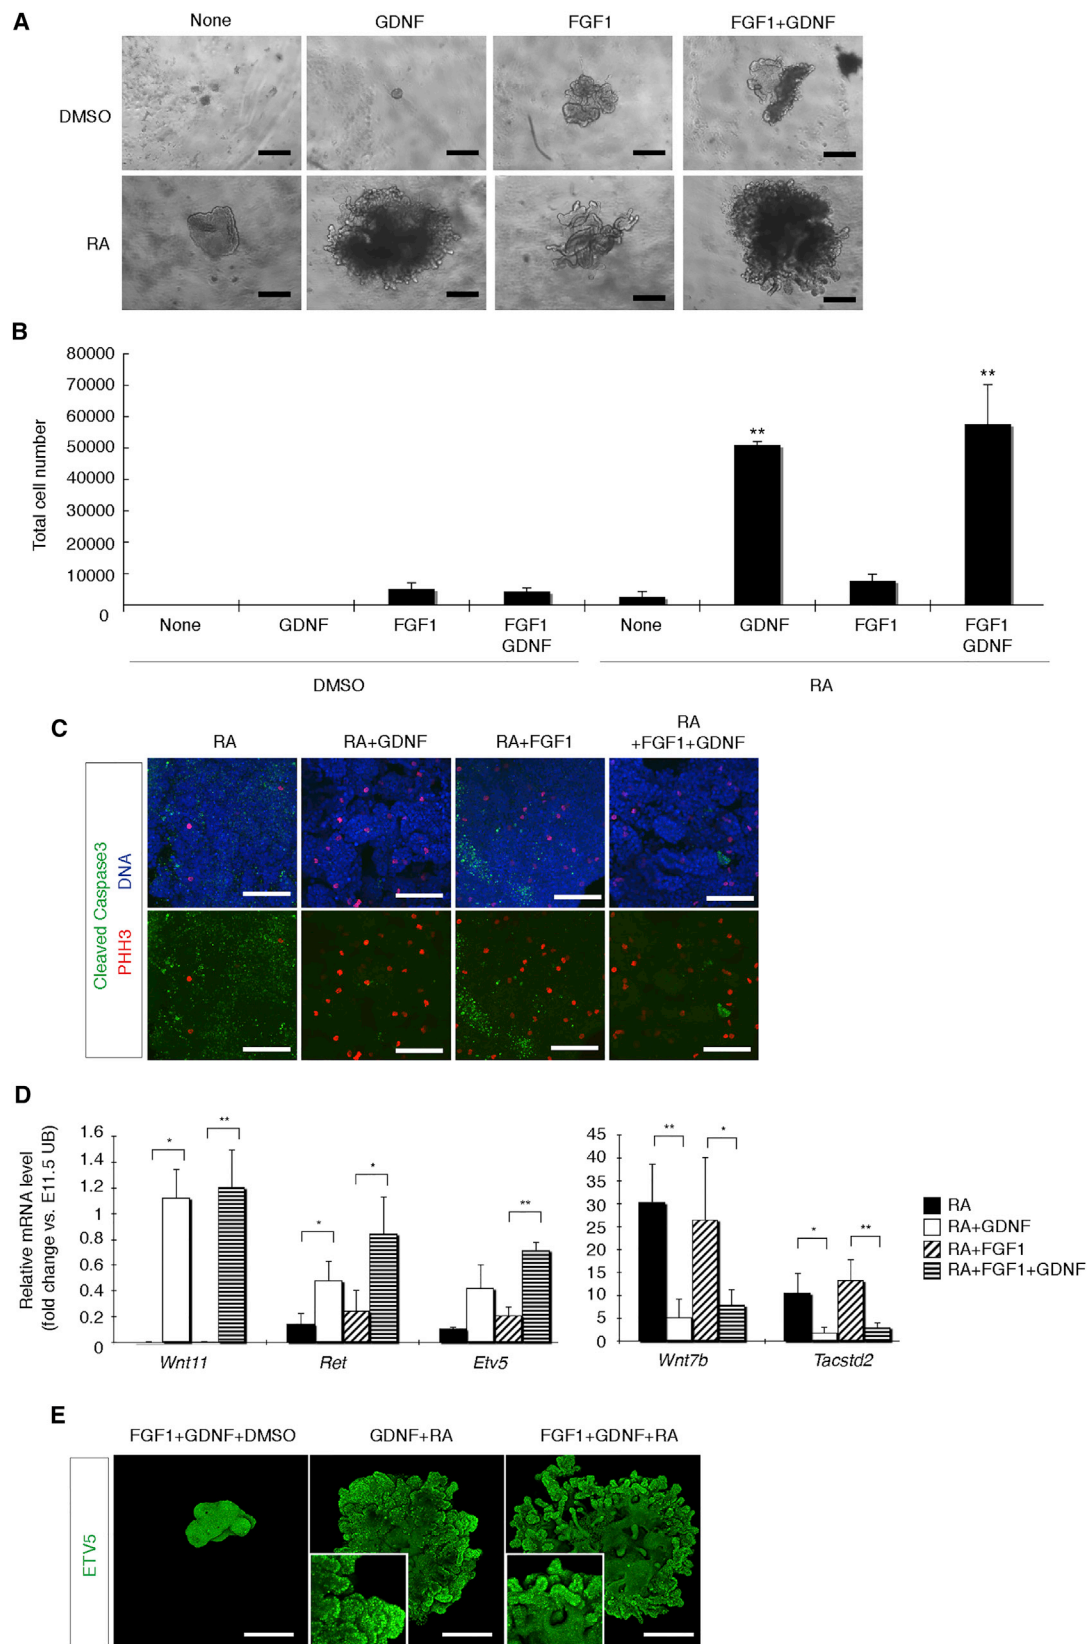 A
None GDNF FGF1 FGF1+GDNF
DMSO
RA
B
Total cell number
80000
70000
60000
50000
40000
30000
20000
10000
0
** **
None GDNF FGF1 FGF1 GDNF None GDNF FGF1 FGF1 GDNF
DMSO RA
C
RA RA+GDNF RA+FGF1 RA +FGF1+GDNF
Cleaved Caspase3 DNA
PHH3
D
Relative mRNA level
(fold change vs. E11.5 UB)
1.6
1.4
1.2
1
0.8
0.6
0.4
0.2
0
* ** * * **
Wnt11 Ret Etv5
45
40
35
30
25
20
15
10
5
0
** * * **
Wnt7b Tacstd2
RA
RA+GDNF
RA+FGF1
RA+FGF1+GDNF
E
FGF1+GDNF+DMSO GDNF+RA FGF1+GDNF+RA
ETV5